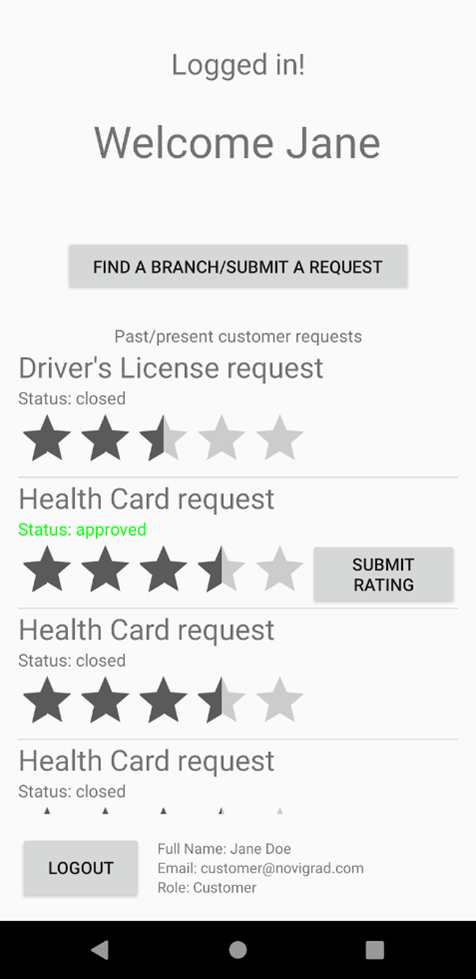 Logged in!
Welcome Jane
FIND A BRANCH/SUBMIT A REQUEST
Past/present customer requests
Driver's License request
Status: closed
Health Card request
Status: approved
SUBMIT
RATING
Health Card request
Status: closed
Health Card request
Status: closed
LOGOUT
Full Name: Jane Doe
Email: customer@novigrad.com
Role: Customer